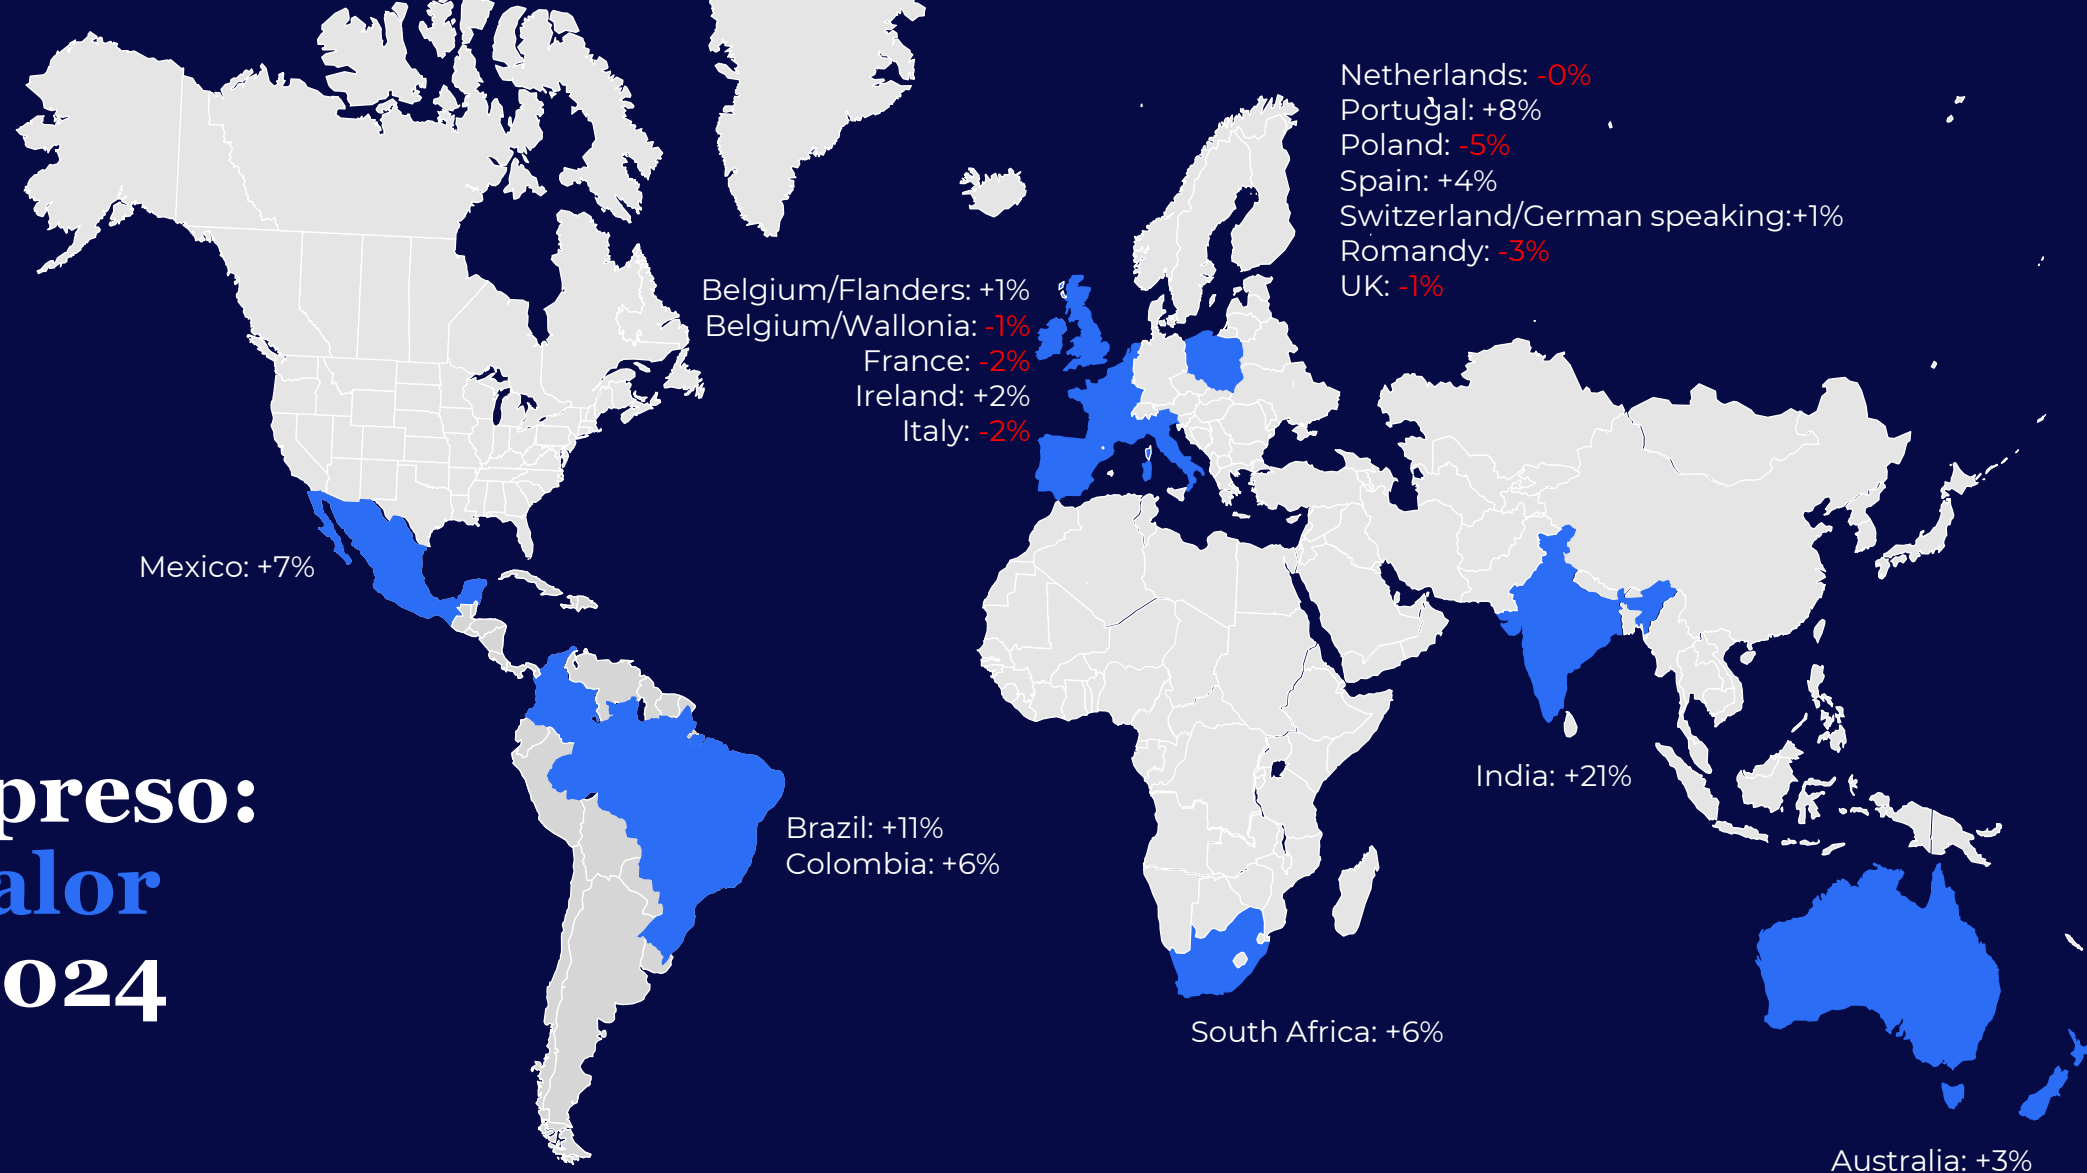 Netherlands: -0%
Portugal: +8%
Poland: -5%
Spain: +4%
Switzerland/German speaking:+1%
Romandy: -3%
UK: -1%
Belgium/Flanders: +1%
Belgium/Wallonia: -1%
France: -2%
Ireland: +2%
Italy: -2%
Mexico: +7%
India: +21%
Brazil: +11%
Colombia: +6%
South Africa: +6%
Australia: +3%
preso:
alor
024